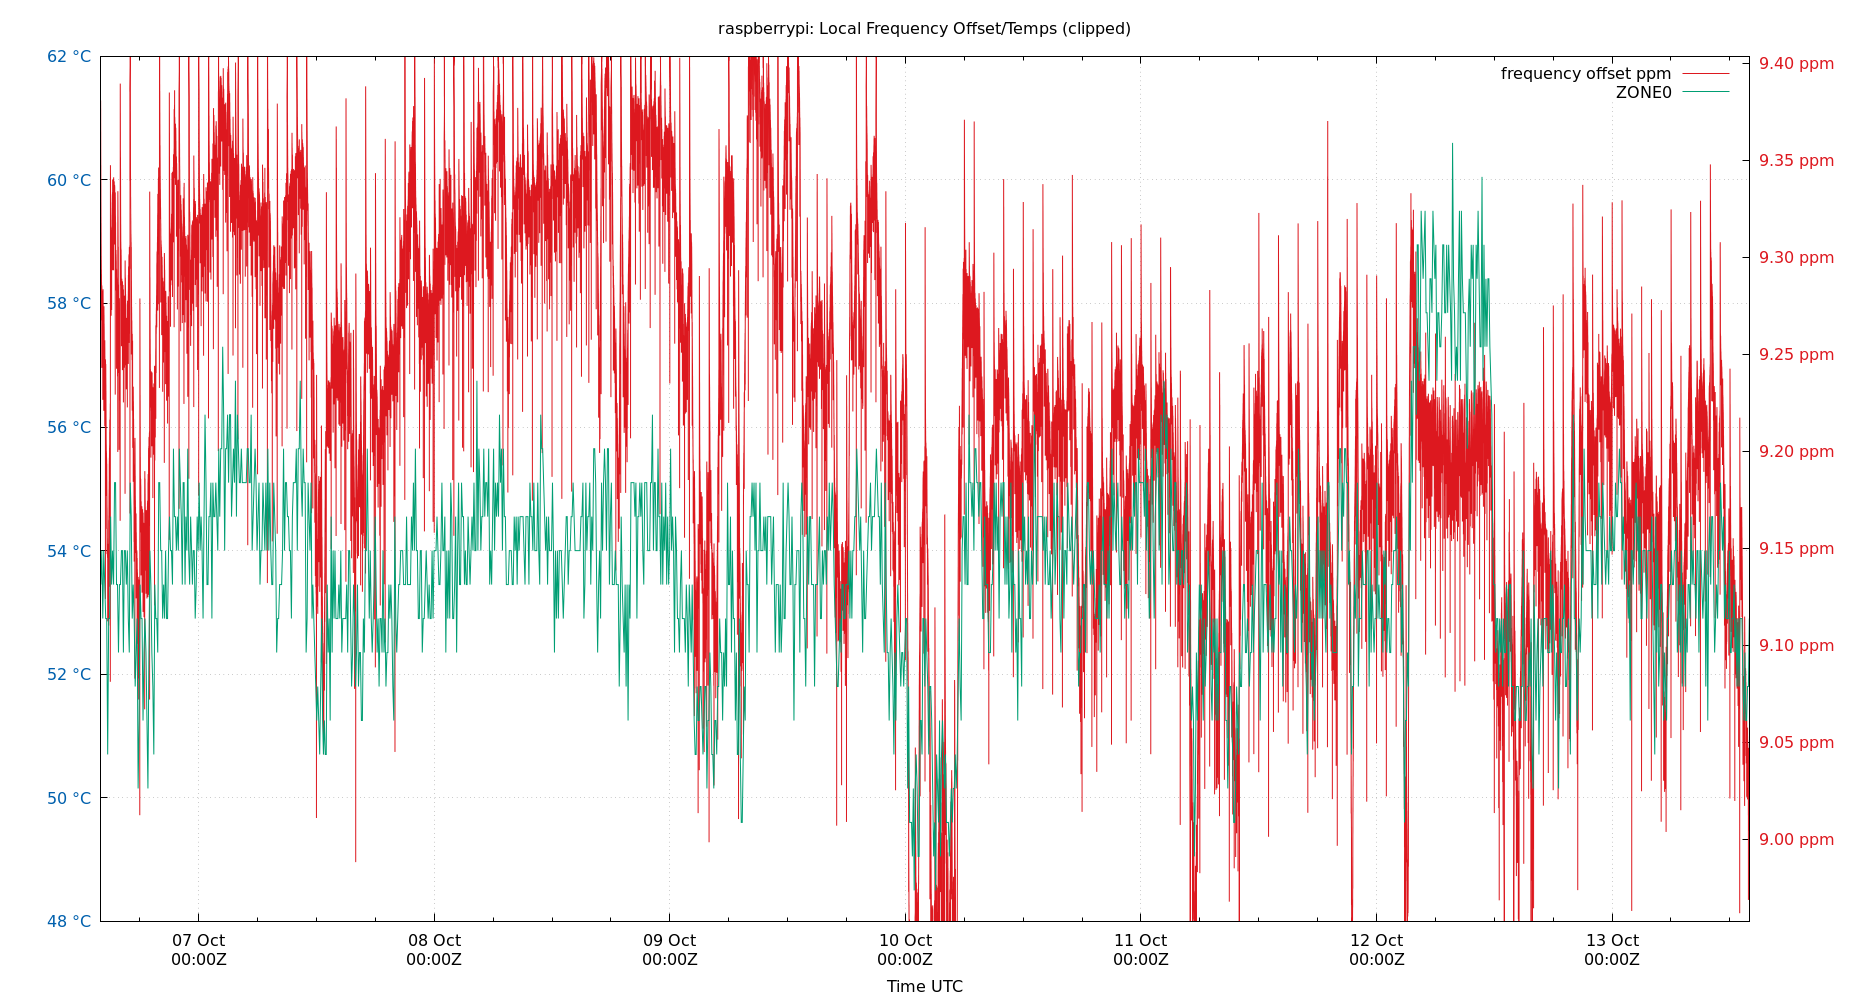 raspberrypi: Local Frequency Offset/Temps (clipped)
frequency offset ppm
ZONE0
62 °C
60 °C
58 °C
56 °C
54 °C
52 °C
50 °C
48 °C
9.40 ppm
9.35 ppm
9.30 ppm
9.25 ppm
9.20 ppm
9.15 ppm
9.10 ppm
9.05 ppm
9.00 ppm
07 Oct 08 Oct 09 Oct 10 Oct 11 Oct 12 Oct 13 Oct
00:00Z 00:00Z 00:00Z 00:00Z 00:00Z 00:00Z 00:00Z
Time UTC